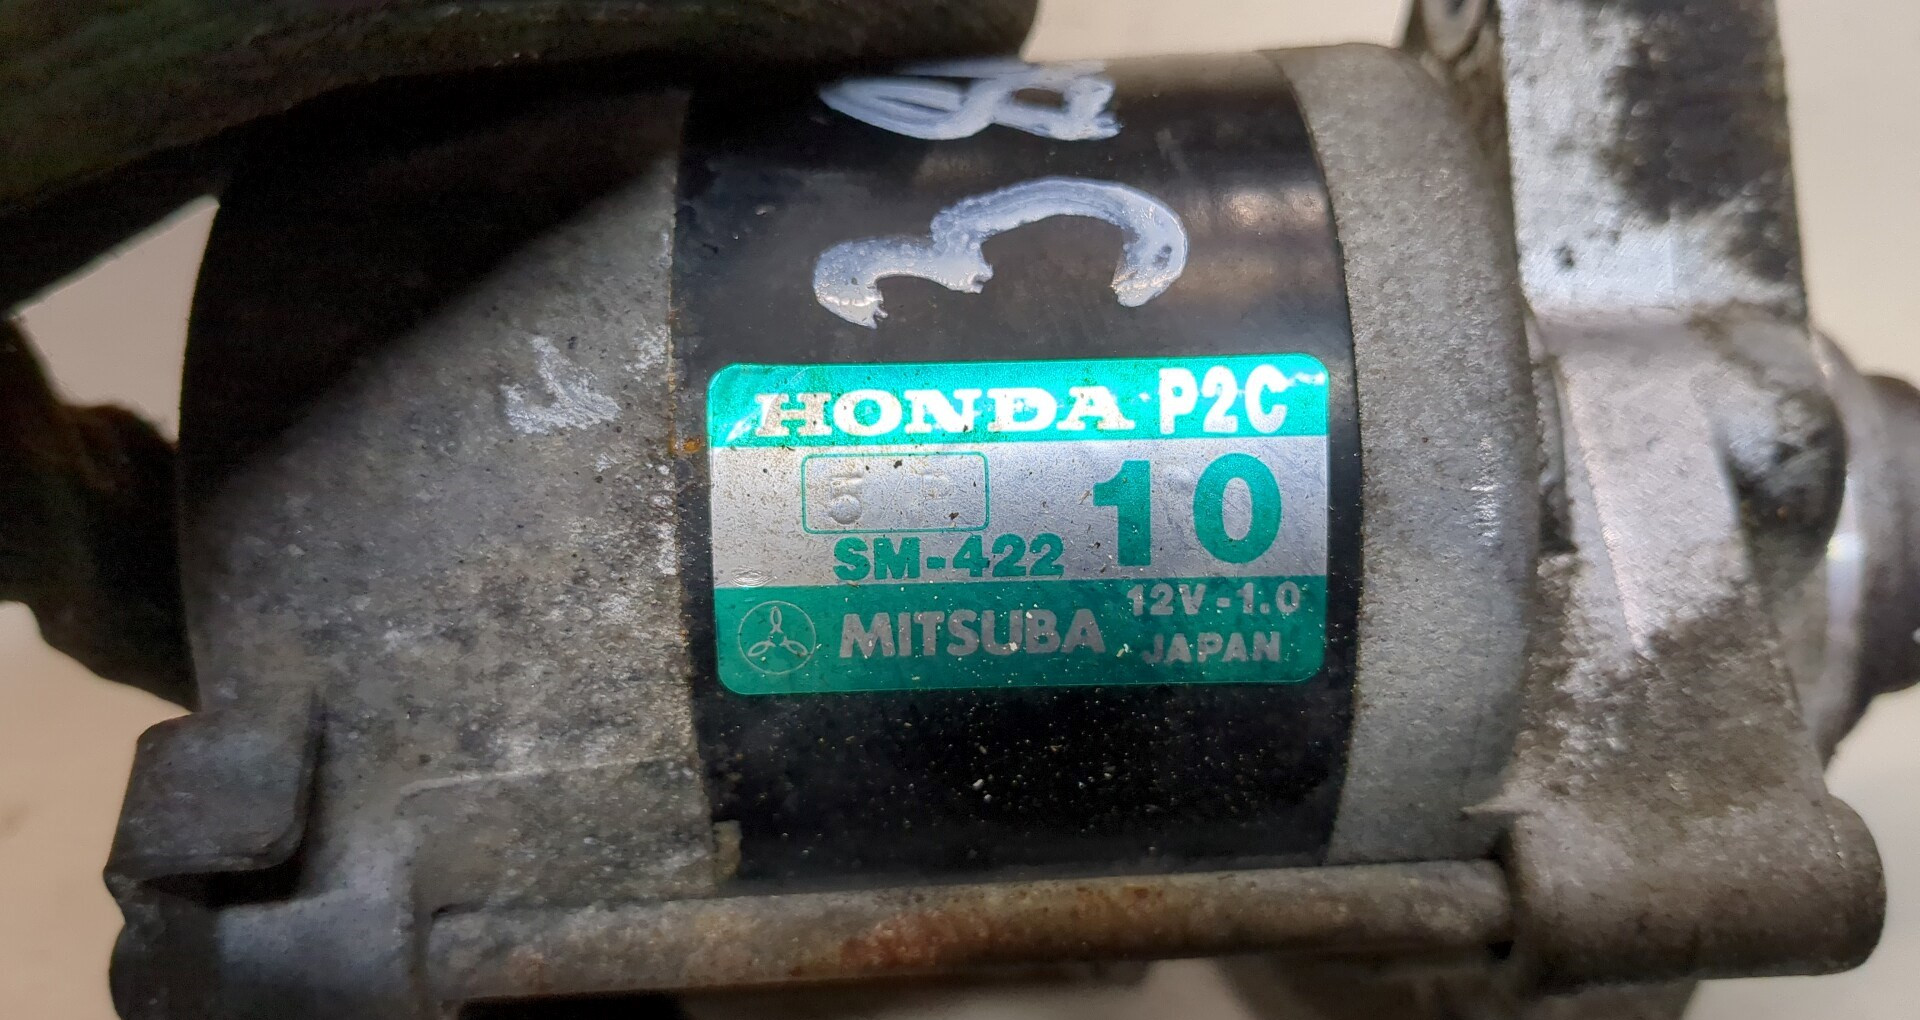 HONDA P2C
10
SM-422
12V-1.0
MITSUBA
JAPAN